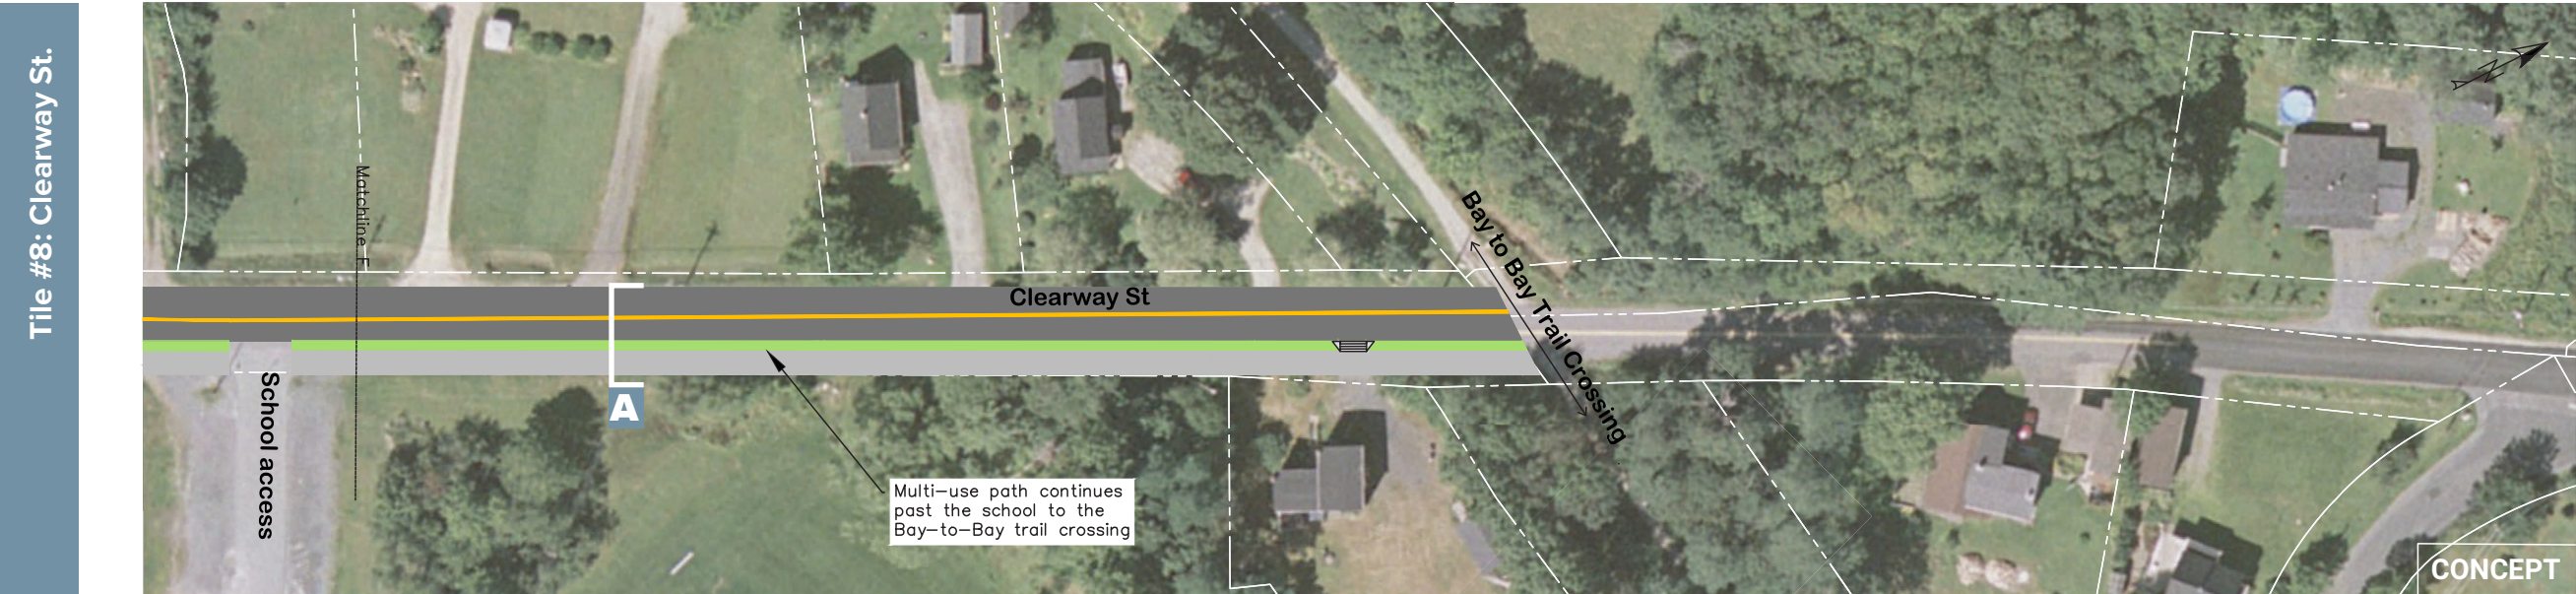 Tile #8: Clearway St.
Matchline F
Clearway St
Bay to Bay Trail Crossing
School access
A
Multi-use path continues
past the school to the
Bay-to-Bay trail crossing
CONCEPT